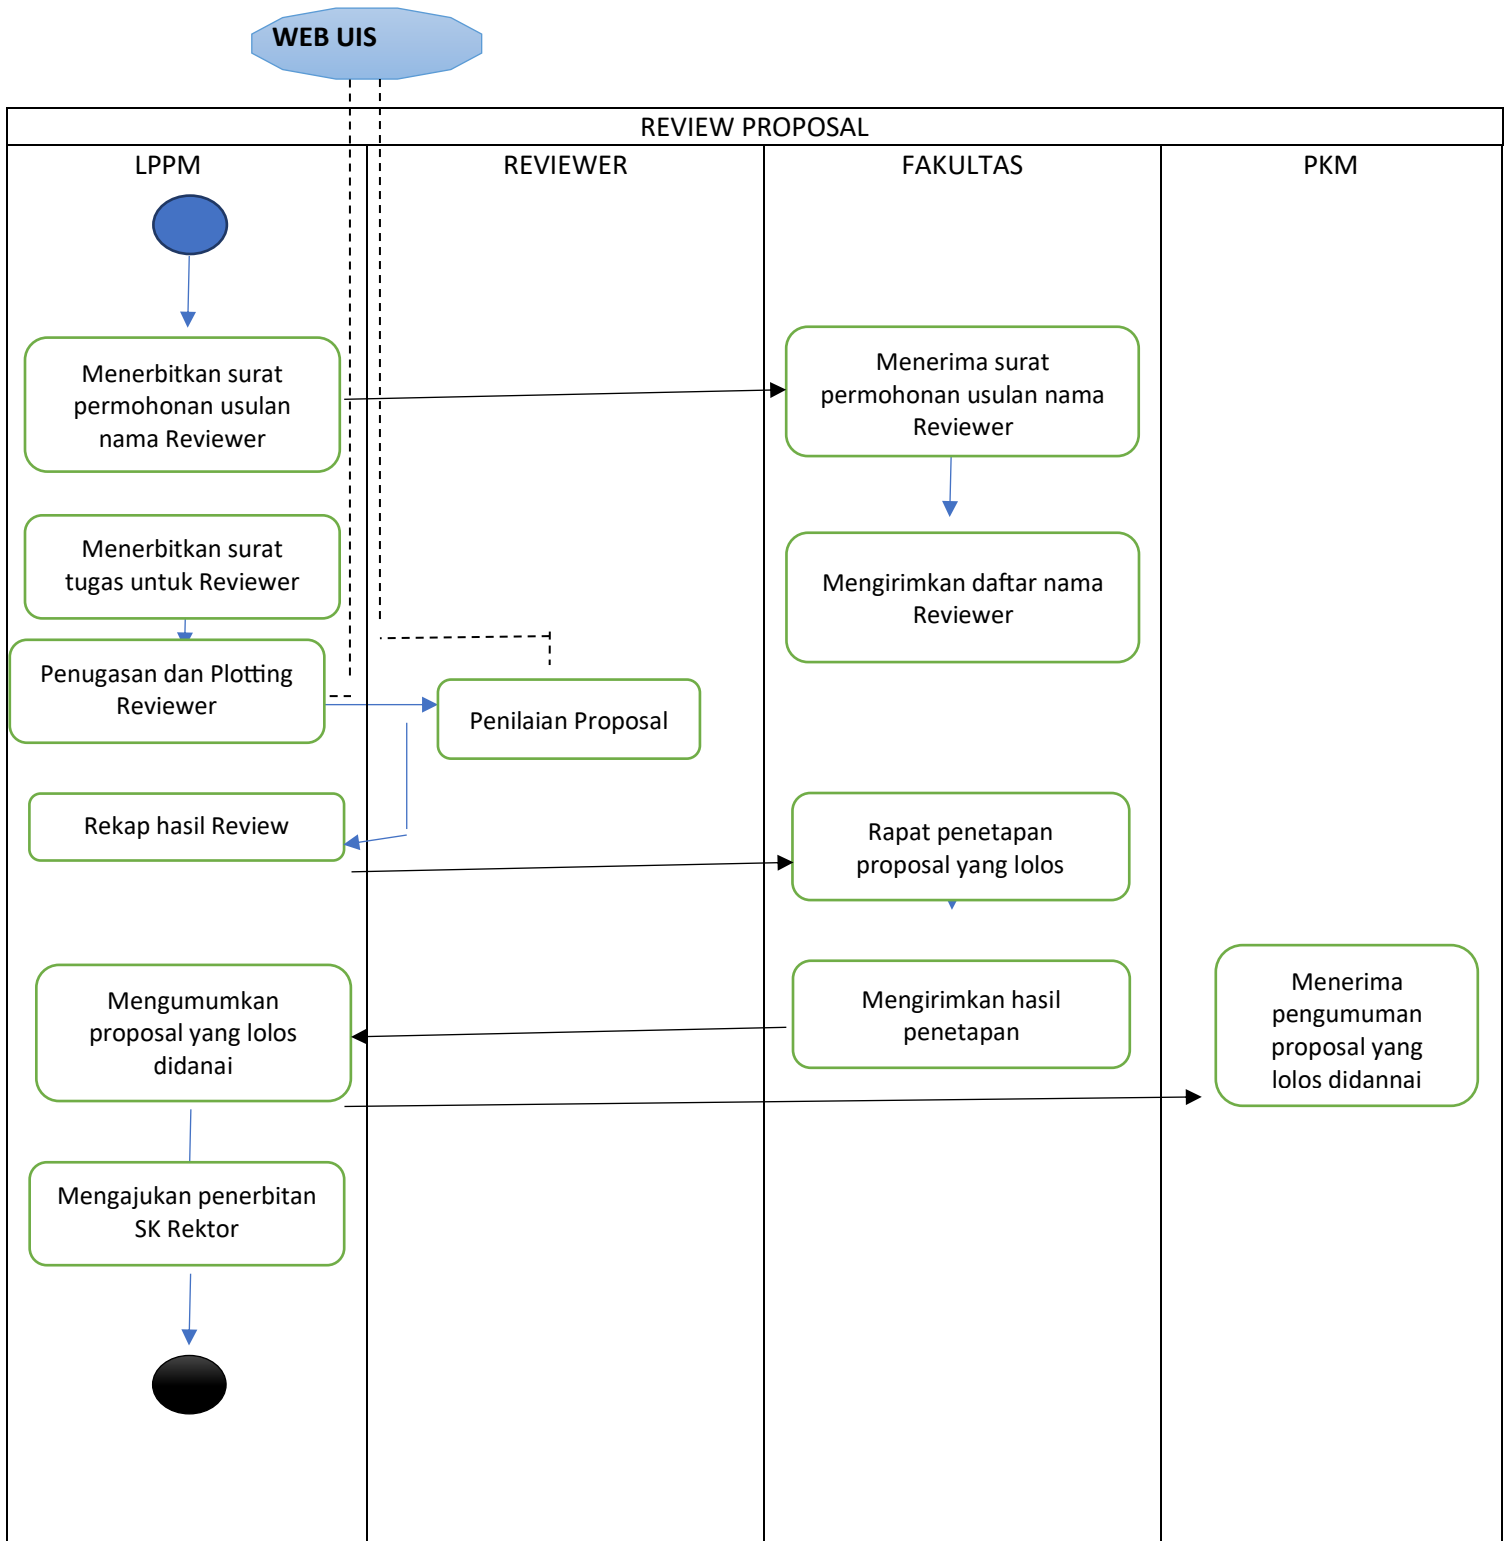 WEB UIS
REVIEW PROPOSAL
LPPM
REVIEWER
FAKULTAS
PKM
Menerbitkan surat
permohonan usulan
nama Reviewer
Menerima surat
permohonan usulan nama
Reviewer
Menerbitkan surat
tugas untuk Reviewer
Mengirimkan daftar nama
Reviewer
Penugasan dan Plotting
Reviewer
Penilaian Proposal
Rekap hasil Review
Rapat penetapan
proposal yang lolos
Mengumumkan
proposal yang lolos
didanai
Mengirimkan hasil
penetapan
Menerima
pengumuman
proposal yang
lolos didannai
Mengajukan penerbitan
SK Rektor